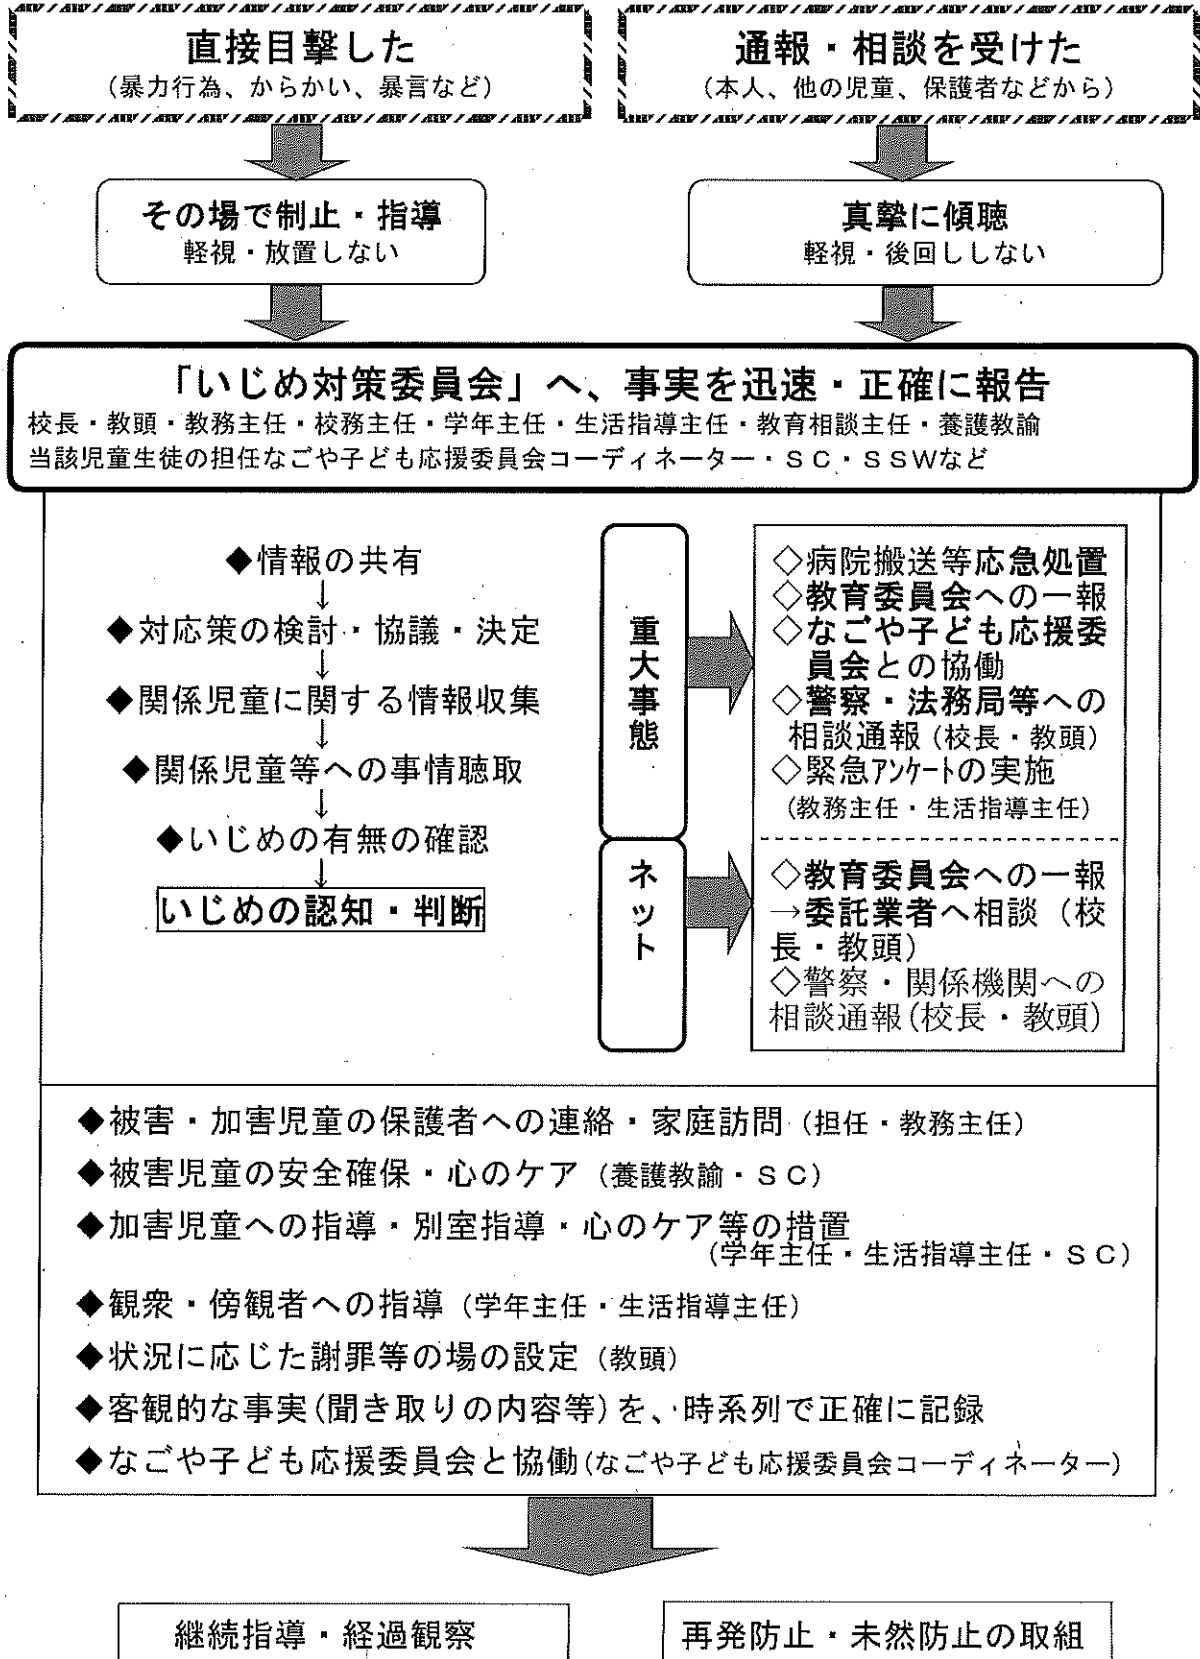 直接目撃した
（暴力行為、からかい、暴言など）
通報・相談を受けた
（本人、他の児童、保護者などから）
その場で制止・指導
軽視・放置しない
真摯に傾聴
軽視・後回ししない
「いじめ対策委員会」へ、事実を迅速・正確に報告
校長・教頭・教務主任・校務主任・学年主任・生活指導主任・教育相談主任・養護教諭
当該児童生徒の担任なごや子ども応援委員会コーディネーター・ＳＣ・ＳＳＷなど
◆情報の共有
↓
◆対応策の検討・協議・決定
↓
◆関係児童に関する情報収集
↓
◆関係児童等への事情聴取
↓
◆いじめの有無の確認
↓
いじめの認知・判断
重大事態
◇病院搬送等応急処置
◇教育委員会への一報
◇なごや子ども応援委
員会との協働
◇警察・法務局等への
相談通報（校長・教頭）
◇緊急ｱﾝｹｰﾄの実施
（教務主任・生活指導主任）
ネット
◇教育委員会への一報
→委託業者へ相談（校
長・教頭）
◇警察・関係機関への
相談通報(校長・教頭)
◆被害・加害児童の保護者への連絡・家庭訪問（担任・教務主任）
◆被害児童の安全確保・心のケア（養護教諭・ＳＣ）
◆加害児童への指導・別室指導・心のケア等の措置
（学年主任・生活指導主任・ＳＣ）
◆観衆・傍観者への指導（学年主任・生活指導主任）
◆状況に応じた謝罪等の場の設定（教頭）
◆客観的な事実(聞き取りの内容等)を、時系列で正確に記録
◆なごや子ども応援委員会と協働(なごや子ども応援委員会コーディネーター)
継続指導・経過観察
再発防止・未然防止の取組